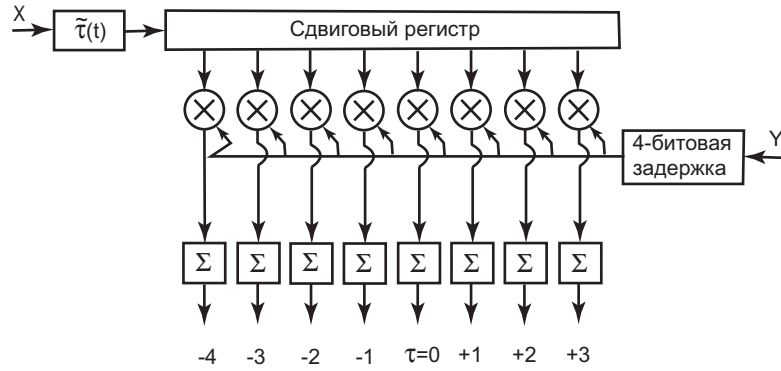 X
τ̃(t)
Сдвиговый регистр
Y
4-битовая
задержка
Σ Σ Σ Σ Σ Σ Σ Σ
-4 -3 -2 -1 τ=0 +1 +2 +3